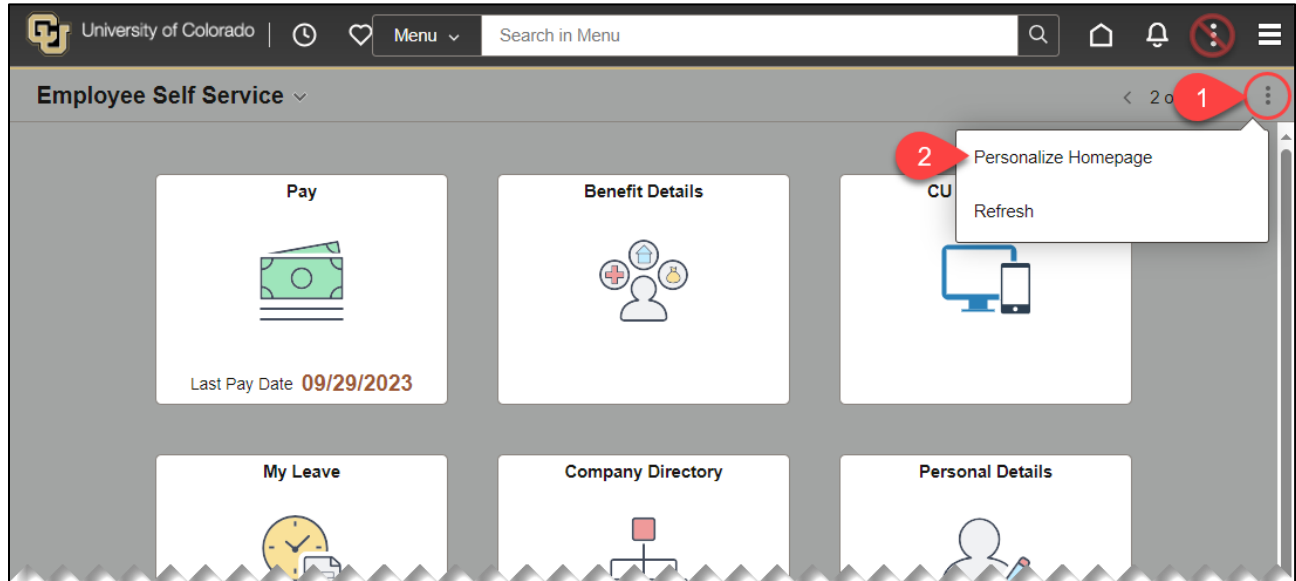 University of Colorado
Menu
Search in Menu
Employee Self Service
2 o
1
2
Personalize Homepage
Refresh
Pay
Benefit Details
CU
Last Pay Date 09/29/2023
My Leave
Company Directory
Personal Details